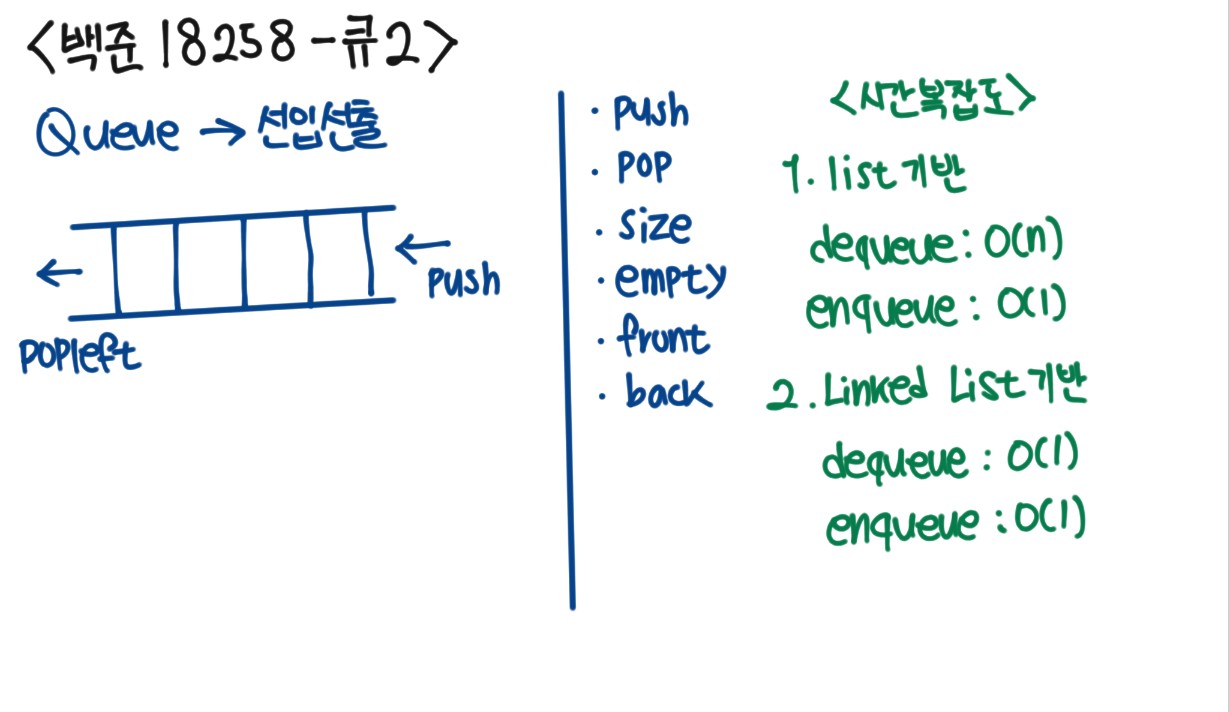 <백준 18258 - 큐2>
Queue → 선입선출
← ← push
popleft
· push
· pop
· size
· empty
· front
· back
<시간복잡도>
1. list 기반
dequeue : O(n)
enqueue : O(1)
2. Linked List 기반
dequeue : O(1)
enqueue : O(1)